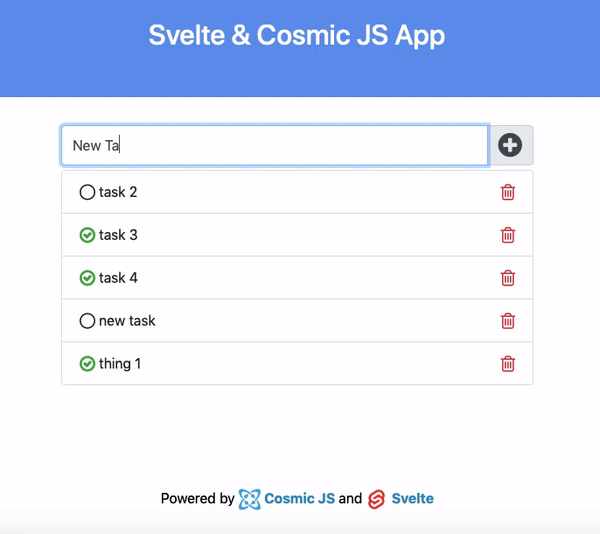 Svelte & Cosmic JS App
New Ta
task 2
task 3
task 4
new task
thing 1
Powered by Cosmic JS and Svelte